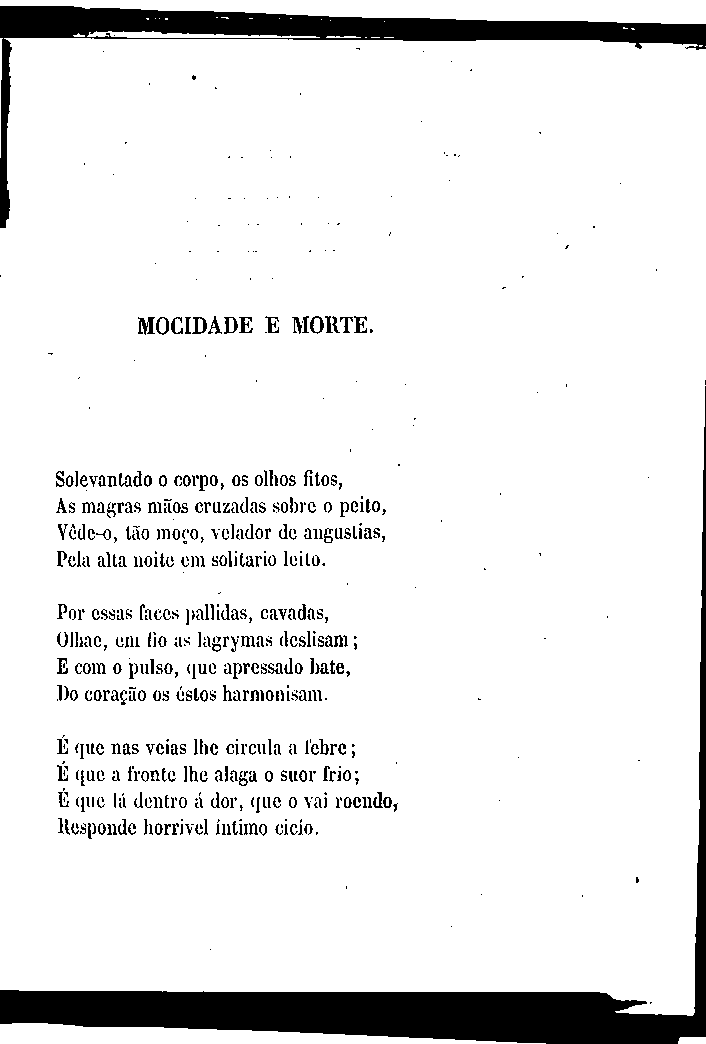 MOCIDADE E MORTE.
Solevantado o corpo, os olhos fitos,
As magras mãos cruzadas sobre o peito,
Vêde-o, tão moço, velador de angustias,
Pela alta noite em solitario leito.
Por essas faces pallidas, cavadas,
Olhae, em fio as lagrymas deslisam;
E com o pulso, que apressado bate,
Do coração os éstos harmonisam.
É que nas veias lhe circula a febre;
É que a fronte lhe alaga o suor frio;
É que lá dentro á dor, que o vai roendo,
Responde horrivel íntimo cicío.